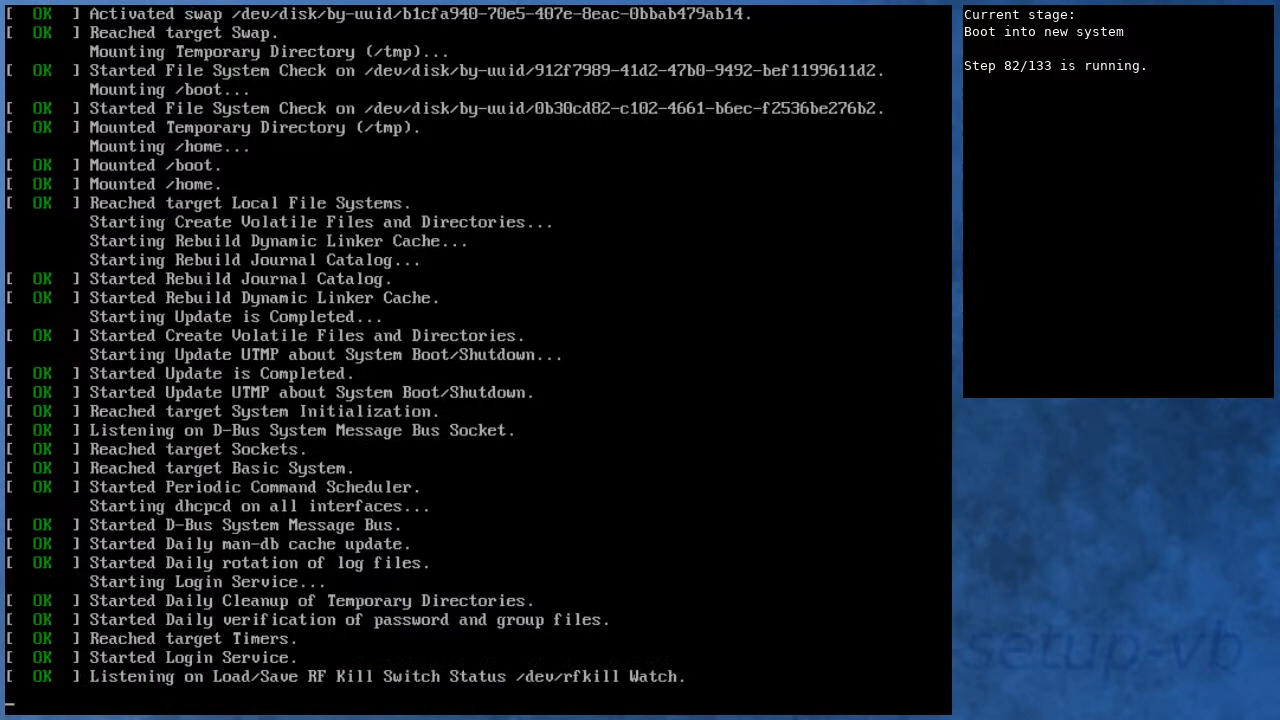 [  OK  ] Activated swap /dev/disk/by-uuid/b1cfa940-70e5-407e-8eac-0bbab479ab14.
[  OK  ] Reached target Swap.
Mounting Temporary Directory (/tmp)...
[  OK  ] Started File System Check on /dev/disk/by-uuid/912f7989-41d2-47b0-9492-bef1199611d2.
Mounting /boot...
[  OK  ] Started File System Check on /dev/disk/by-uuid/0b30cd82-c102-4661-b6ec-f2536be276b2.
[  OK  ] Mounted Temporary Directory (/tmp).
Mounting /home...
[  OK  ] Mounted /boot.
[  OK  ] Mounted /home.
[  OK  ] Reached target Local File Systems.
Starting Create Volatile Files and Directories...
Starting Rebuild Dynamic Linker Cache...
Starting Rebuild Journal Catalog...
[  OK  ] Started Rebuild Journal Catalog.
[  OK  ] Started Rebuild Dynamic Linker Cache.
Starting Update is Completed...
[  OK  ] Started Create Volatile Files and Directories.
Starting Update UTMP about System Boot/Shutdown...
[  OK  ] Started Update is Completed.
[  OK  ] Started Update UTMP about System Boot/Shutdown.
[  OK  ] Reached target System Initialization.
[  OK  ] Listening on D-Bus System Message Bus Socket.
[  OK  ] Reached target Sockets.
[  OK  ] Reached target Basic System.
[  OK  ] Started Periodic Command Scheduler.
Starting dhcpcd on all interfaces...
[  OK  ] Started D-Bus System Message Bus.
[  OK  ] Started Daily man-db cache update.
[  OK  ] Started Daily rotation of log files.
Starting Login Service...
[  OK  ] Started Daily Cleanup of Temporary Directories.
[  OK  ] Started Daily verification of password and group files.
[  OK  ] Reached target Timers.
[  OK  ] Started Login Service.
[  OK  ] Listening on Load/Save RF Kill Switch Status /dev/rfkill Watch.
_
Current stage:
Boot into new system
Step 82/133 is running.
setup-vb